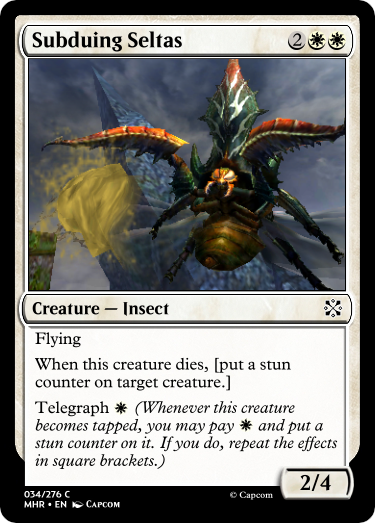 Subduing Seltas 2
Creature — Insect
Flying
When this creature dies, [put a stun
counter on target creature.]
Telegraph (Whenever this creature
becomes tapped, you may pay and put a
stun counter on it. If you do, repeat the effects
in square brackets.)
2/4
034/276 C
MHR • EN Capcom © Capcom